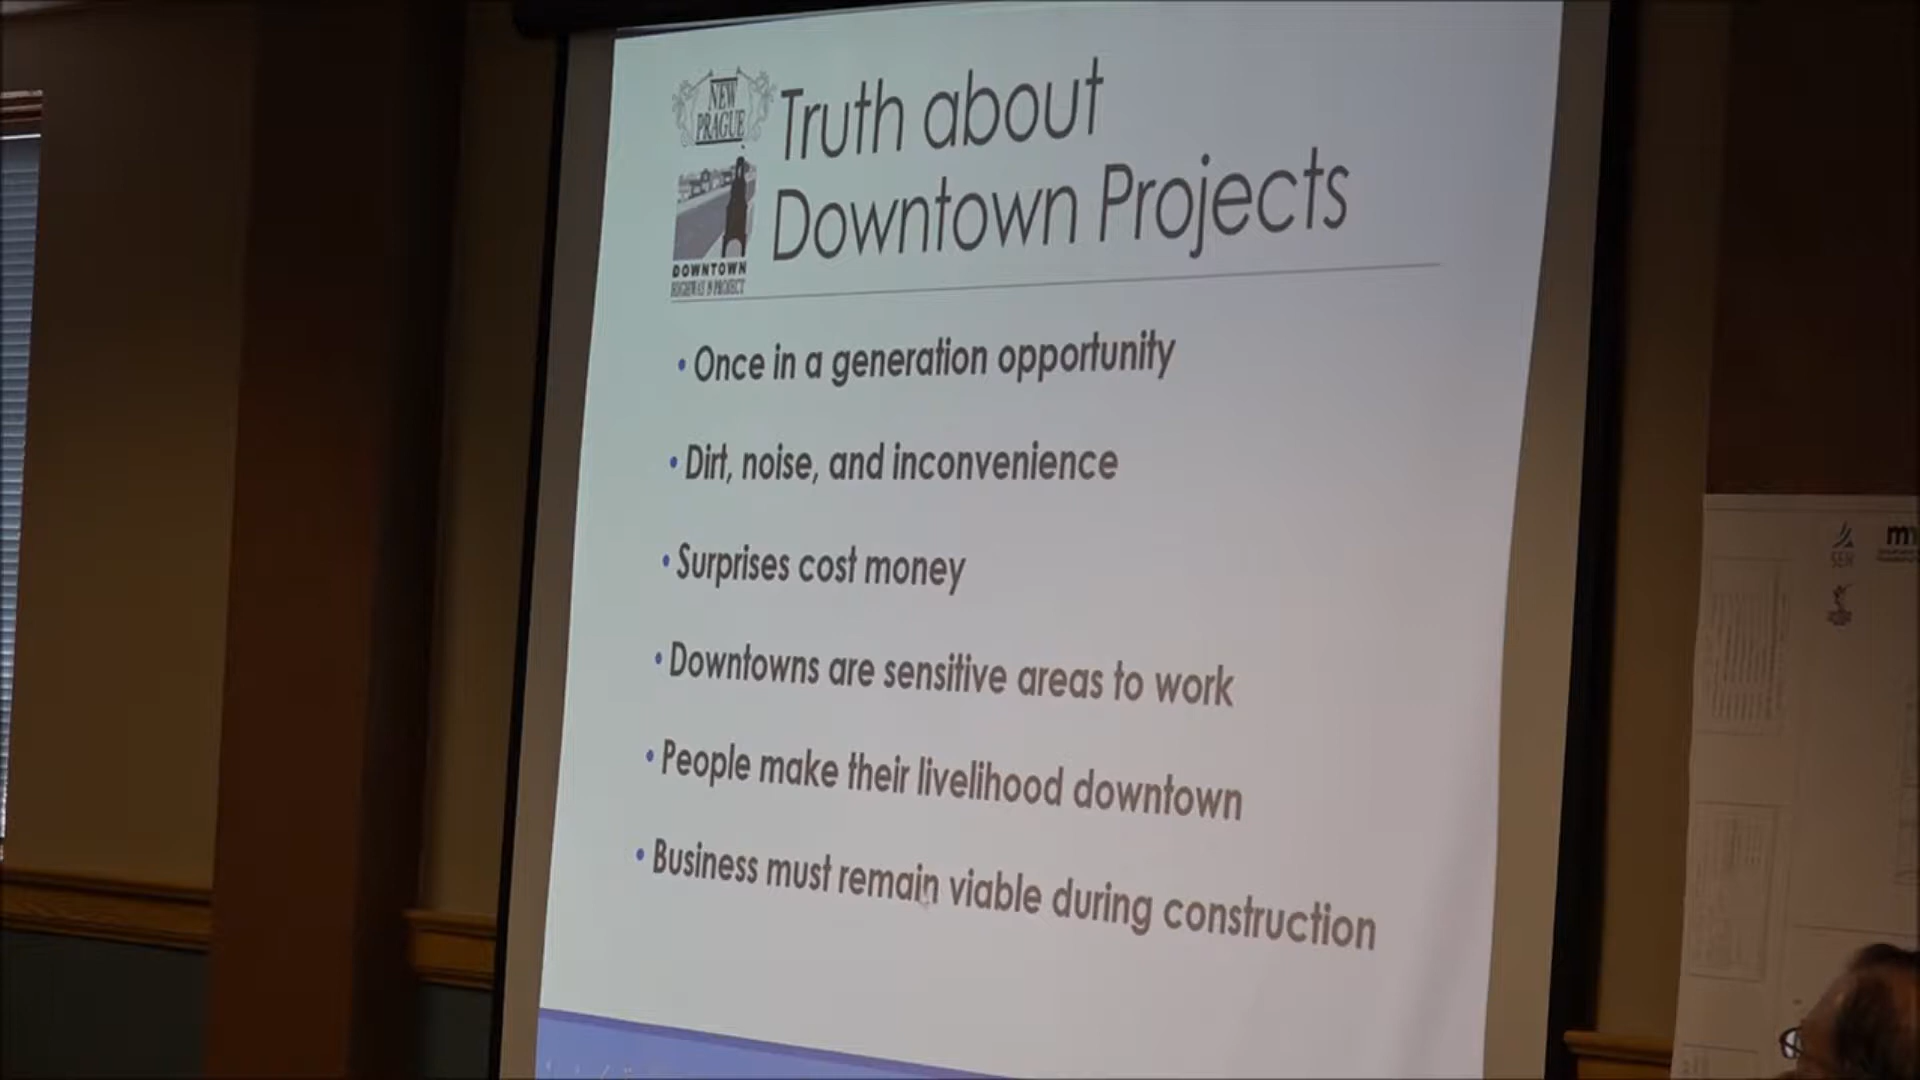 NEW
PRAGUE
Truth about
Downtown Projects
DOWNTOWN
HIGHWAY 19 PROJECT
• Once in a generation opportunity
• Dirt, noise, and inconvenience
• Surprises cost money
• Downtowns are sensitive areas to work
• People make their livelihood downtown
• Business must remain viable during construction
SEH